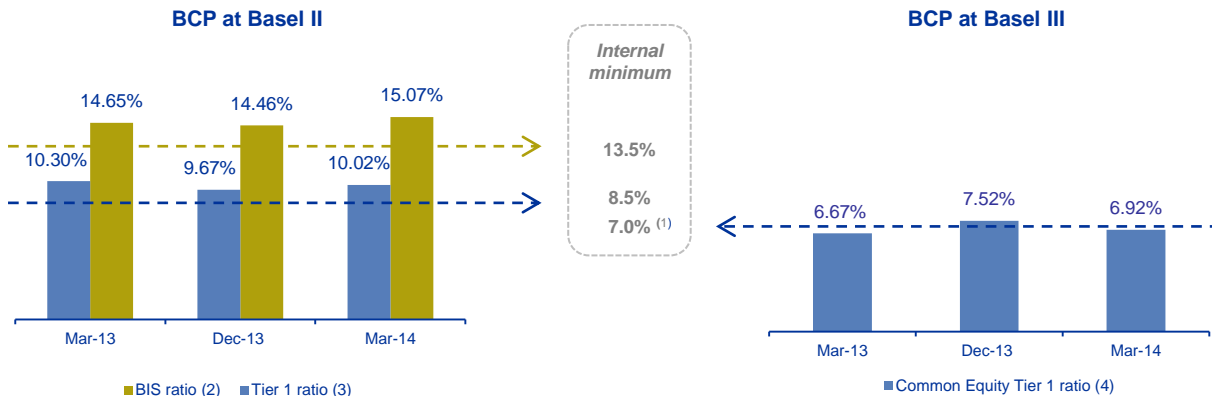 BCP at Basel II
14.65%
14.46%
15.07%
10.30%
9.67%
10.02%
Mar-13
Dec-13
Mar-14
BIS ratio (2)
Tier 1 ratio (3)
Internal
minimum
13.5%
8.5%
7.0% (1)
BCP at Basel III
6.67%
7.52%
6.92%
Mar-13
Dec-13
Mar-14
Common Equity Tier 1 ratio (4)